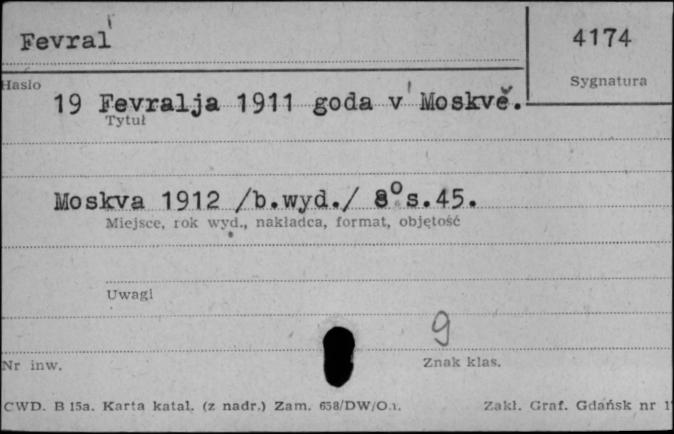 Fevral'
4174
Hasło
Sygnatura
19 Fevralja 1911 goda v' Moskvě.
Tytuł
Moskva 1912 /b.wyd./ 8° s.45.
Miejsce, rok wyd., nakładca, format, objętość
Uwagi
9
Nr inw.
Znak klas.
CWD. B 15a. Karta katal. (z nadr.) Zam. 658/DW/O.
Zakł. Graf. Gdańsk nr